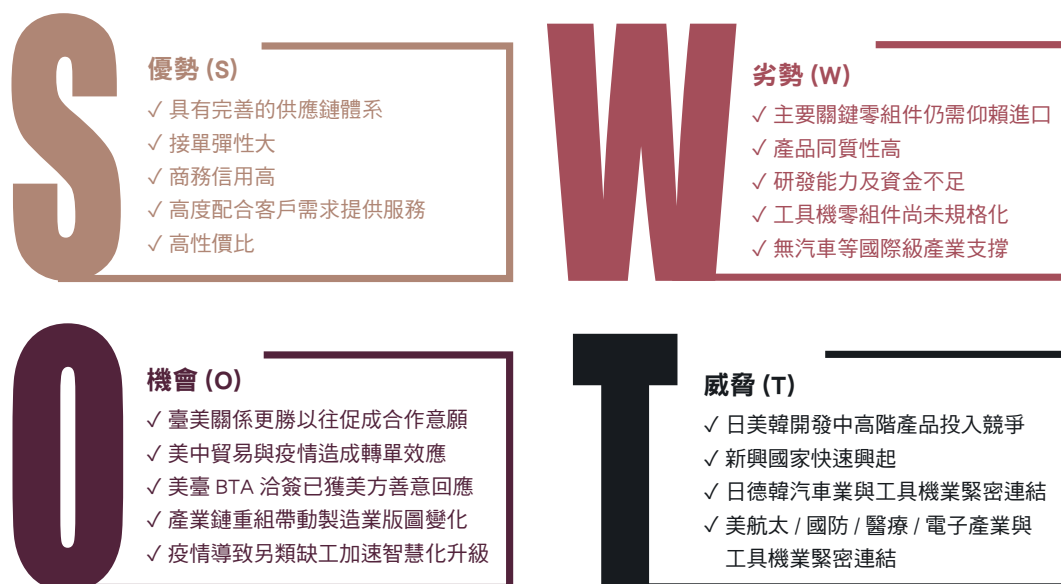 S
優勢 (S)
✓ 具有完善的供應鏈體系
✓ 接單彈性大
✓ 商務信用高
✓ 高度配合客戶需求提供服務
✓ 高性價比
W
劣勢 (W)
✓ 主要關鍵零組件仍需仰賴進口
✓ 產品同質性高
✓ 研發能力及資金不足
✓ 工具機零組件尚未規格化
✓ 無汽車等國際級產業支撐
O
機會 (O)
✓ 臺美關係更勝以往促成合作意願
✓ 美中貿易與疫情造成轉單效應
✓ 美臺 BTA 洽簽已獲美方善意回應
✓ 產業鏈重組帶動製造業版圖變化
✓ 疫情導致另類缺工加速智慧化升級
T
威脅 (T)
✓ 日美韓開發中高階產品投入競爭
✓ 新興國家快速興起
✓ 日德韓汽車業與工具機業緊密連結
✓ 美航太 / 國防 / 醫療 / 電子產業與
工具機業緊密連結